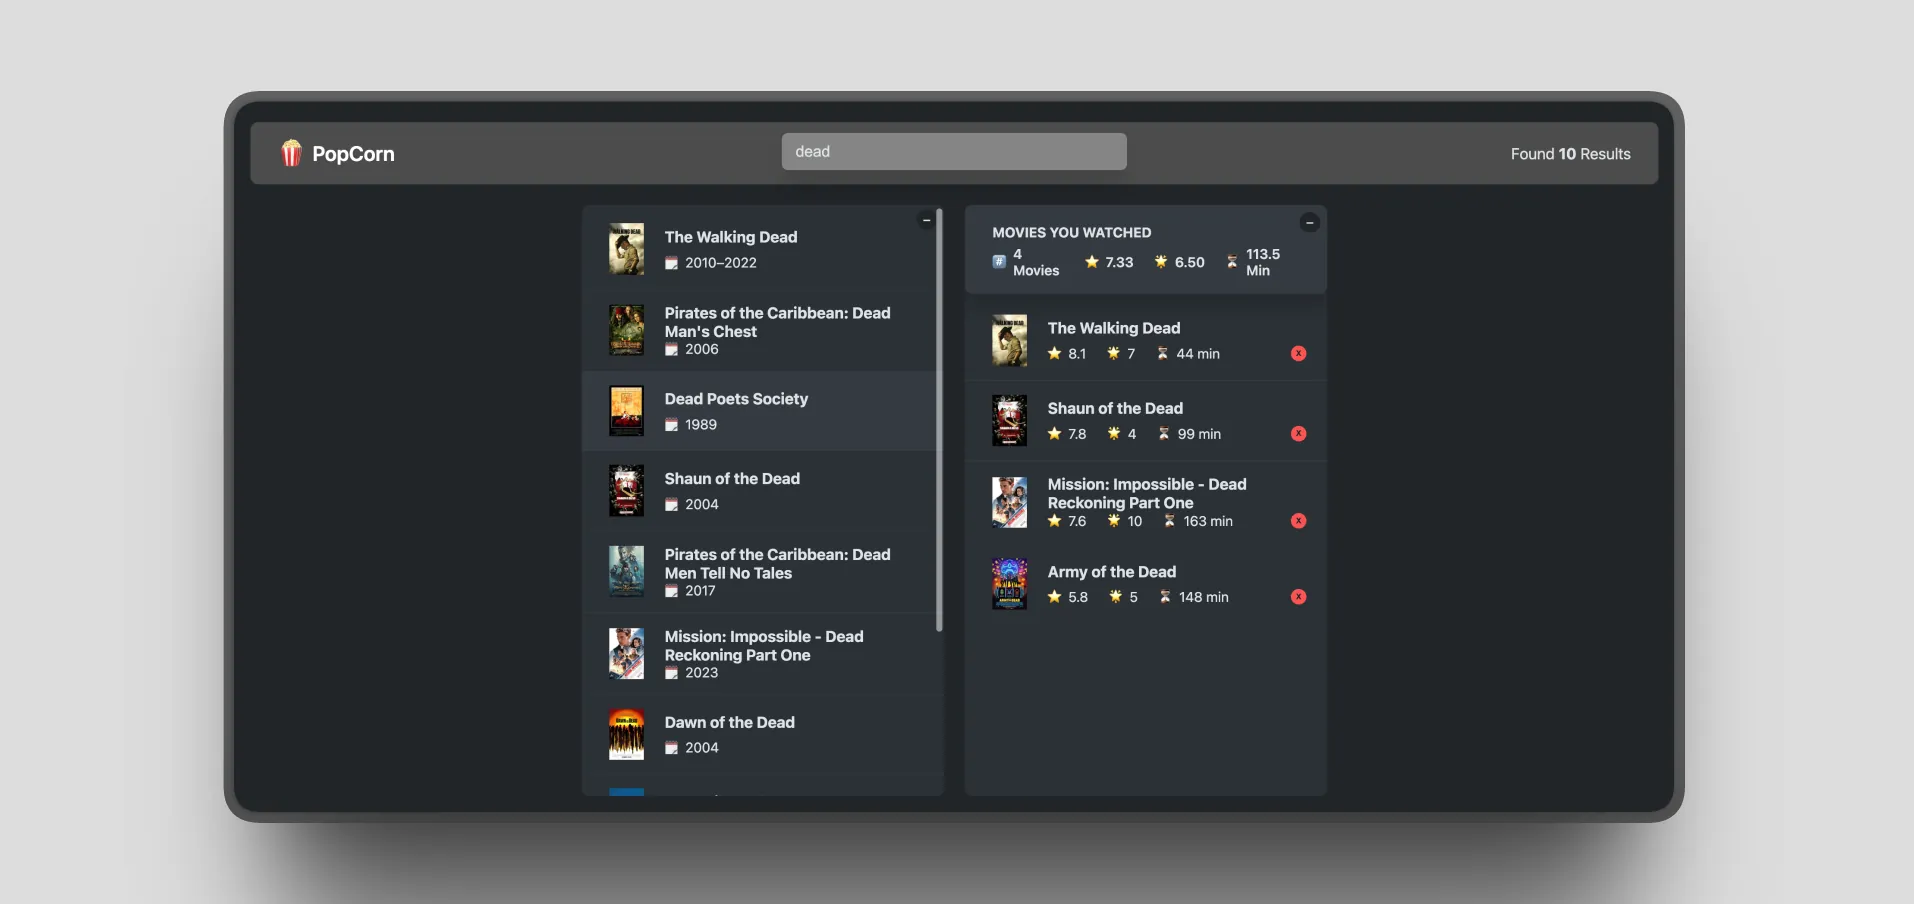 PopCorn
dead
Found 10 Results
The Walking Dead
2010–2022
Pirates of the Caribbean: Dead
Man's Chest
2006
Dead Poets Society
1989
Shaun of the Dead
2004
Pirates of the Caribbean: Dead
Men Tell No Tales
2017
Mission: Impossible - Dead
Reckoning Part One
2023
Dawn of the Dead
2004
MOVIES YOU WATCHED
# 4 Movies 7.33 6.50 113.5 Min
The Walking Dead
8.1 7 44 min x
Shaun of the Dead
7.8 4 99 min x
Mission: Impossible - Dead
Reckoning Part One
7.6 10 163 min x
Army of the Dead
5.8 5 148 min x